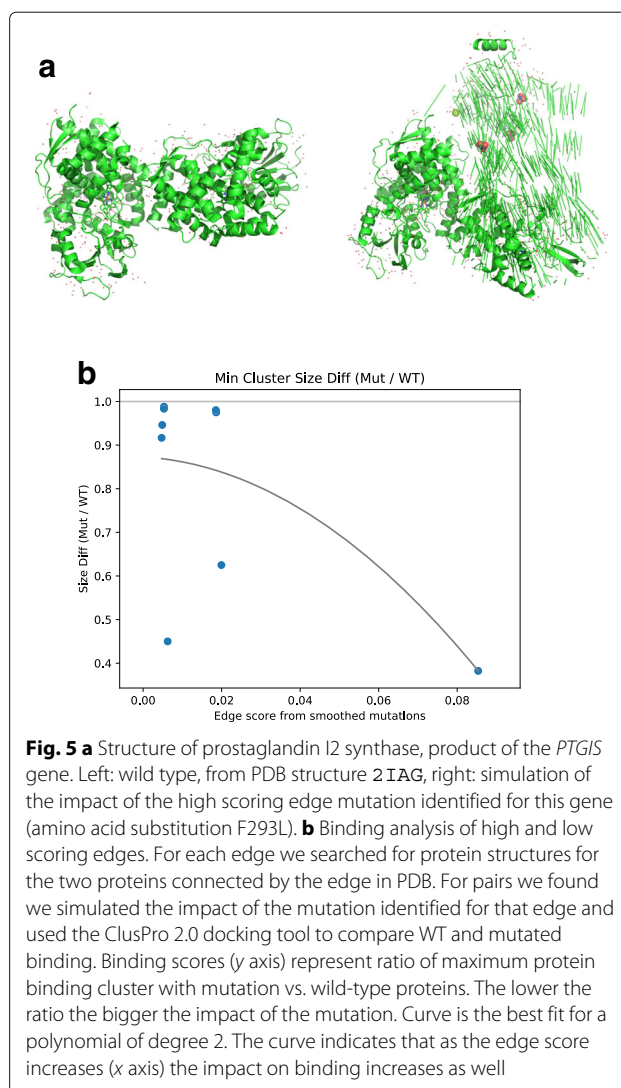 a
b
Min Cluster Size Diff (Mut / WT)
1.0
0.9
0.8
0.7
0.6
0.5
0.4
Size Diff (Mut / WT)
0.00 0.02 0.04 0.06 0.08
Edge score from smoothed mutations
Fig. 5 a Structure of prostaglandin I2 synthase, product of the PTGIS
gene. Left: wild type, from PDB structure 2IAG, right: simulation of
the impact of the high scoring edge mutation identified for this gene
(amino acid substitution F293L). b Binding analysis of high and low
scoring edges. For each edge we searched for protein structures for
the two proteins connected by the edge in PDB. For pairs we found
we simulated the impact of the mutation identified for that edge and
used the ClusPro 2.0 docking tool to compare WT and mutated
binding. Binding scores (y axis) represent ratio of maximum protein
binding cluster with mutation vs. wild-type proteins. The lower the
ratio the bigger the impact of the mutation. Curve is the best fit for a
polynomial of degree 2. The curve indicates that as the edge score
increases (x axis) the impact on binding increases as well